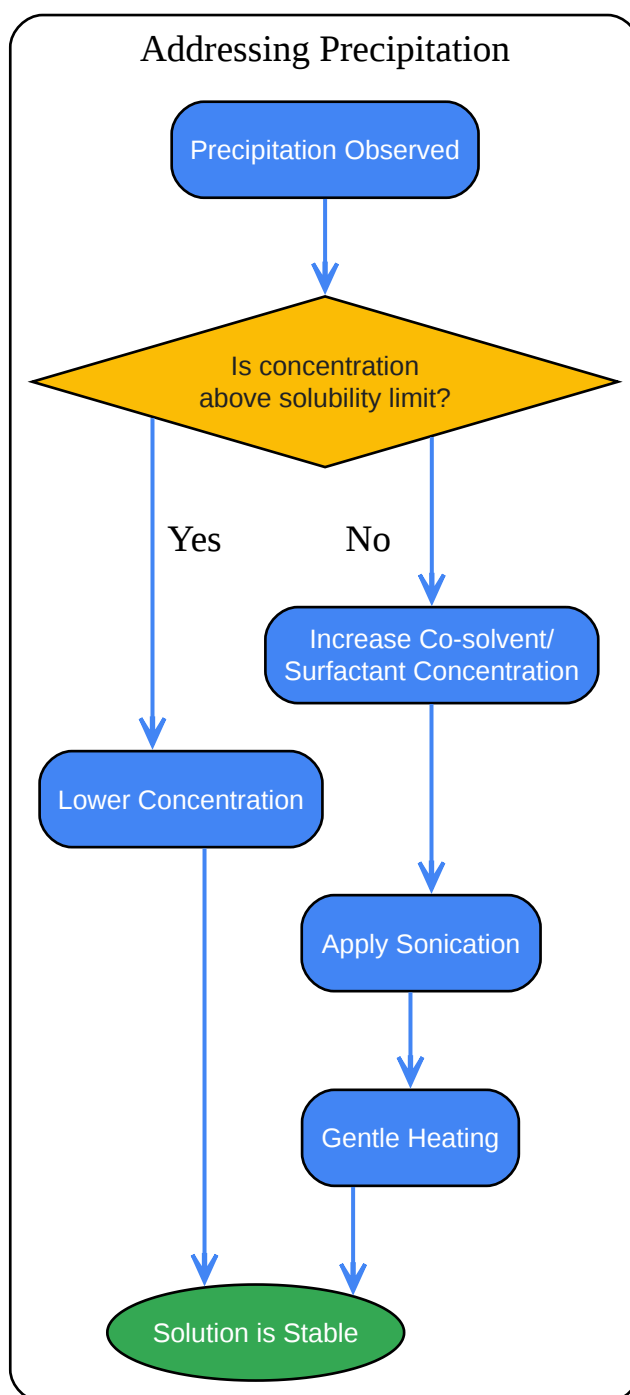 Addressing Precipitation
Precipitation Observed
Is concentration
above solubility limit?
Yes
No
Increase Co-solvent/
Surfactant Concentration
Lower Concentration
Apply Sonication
Gentle Heating
Solution is Stable